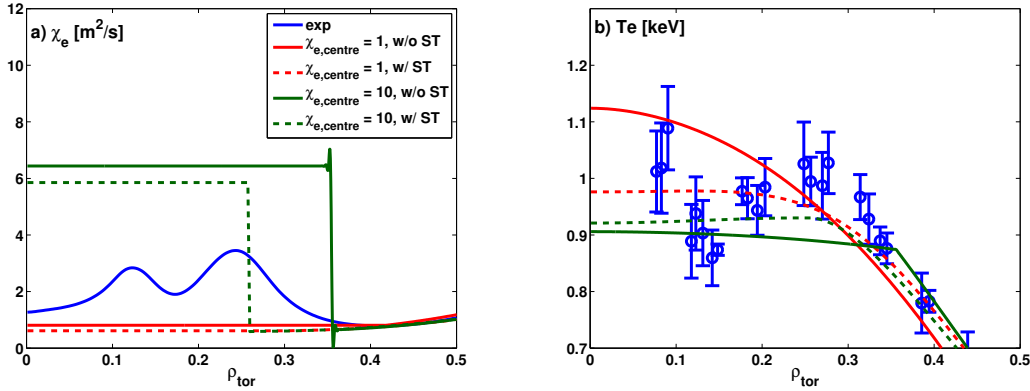 a) χe [m²/s]
exp
χe,centre = 1, w/o ST
χe,centre = 1, w/ ST
χe,centre = 10, w/o ST
χe,centre = 10, w/ ST
12
10
8
6
4
2
0
0 0.1 0.2 0.3 0.4 0.5
ρtor
b) Te [keV]
1.2
1.1
1
0.9
0.8
0.7
0 0.1 0.2 0.3 0.4 0.5
ρtor